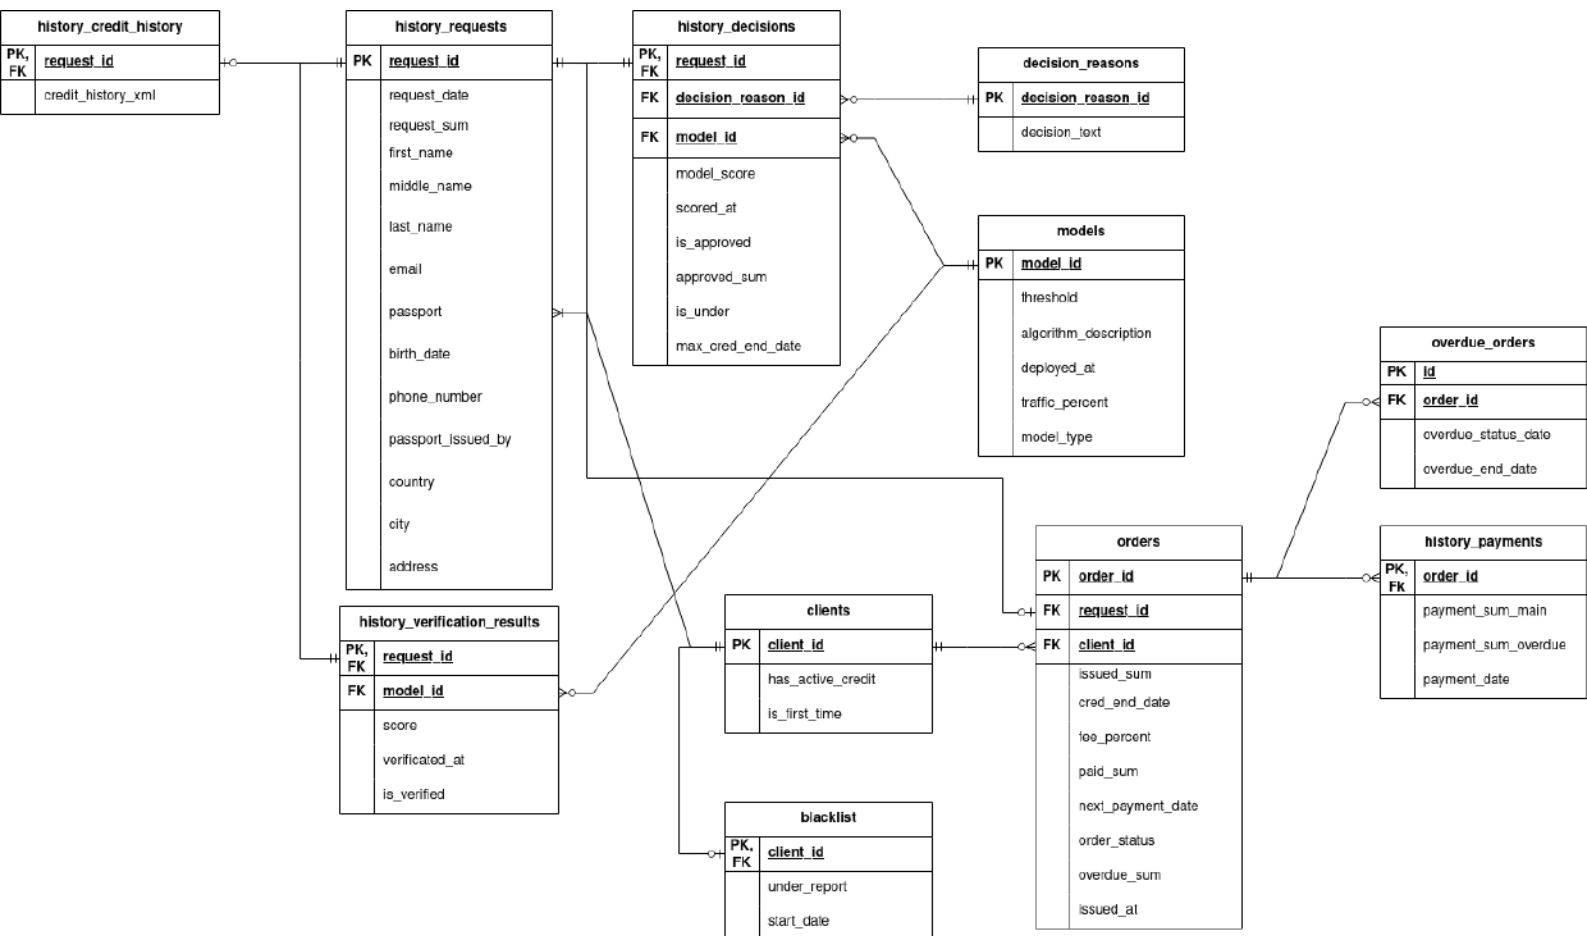 history_credit_history
PK, FK request_id
credit_history_xml
history_requests
PK request_id
request_date
request_sum
first_name
middle_name
last_name
email
passport
birth_date
phone_number
passport_issued_by
country
city
address
history_decisions
PK, FK request_id
FK decision_reason_id
FK model_id
model_score
scored_at
is_approved
approved_sum
is_under
max_cred_end_date
decision_reasons
PK decision_reason_id
decision_text
models
PK model_id
threshold
algorithm_description
deployed_at
traffic_percent
model_type
overdue_orders
PK id
FK order_id
overdue_status_date
overdue_end_date
orders
PK order_id
FK request_id
FK client_id
issued_sum
cred_end_date
fee_percent
paid_sum
next_payment_date
order_status
overdue_sum
issued_at
history_payments
PK, Fk order_id
payment_sum_main
payment_sum_overdue
payment_date
history_verification_results
PK, FK request_id
FK model_id
score
verificated_at
is_verified
clients
PK client_id
has_active_credit
is_first_time
blacklist
PK, FK client_id
under_report
start_date